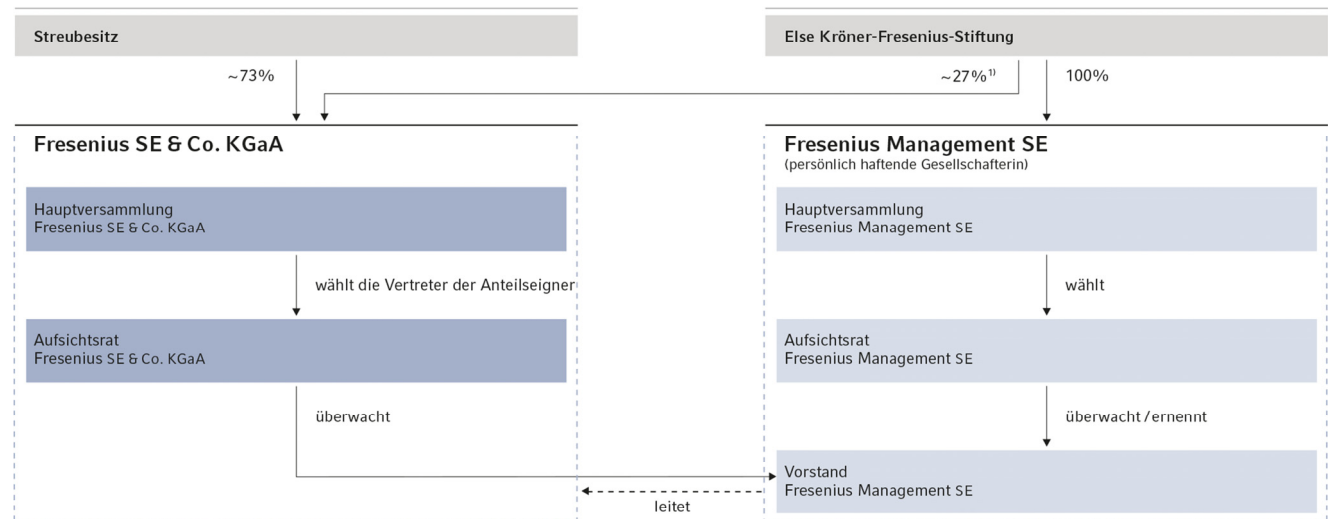 Streubesitz
Else Kröner-Fresenius-Stiftung
~73%
~27%¹⁾
100%
Fresenius SE & Co. KGaA
Hauptversammlung
Fresenius SE & Co. KGaA
wählt die Vertreter der Anteilseigner
Aufsichtsrat
Fresenius SE & Co. KGaA
überwacht
Fresenius Management SE
(persönlich haftende Gesellschafterin)
Hauptversammlung
Fresenius Management SE
wählt
Aufsichtsrat
Fresenius Management SE
überwacht / ernennt
Vorstand
Fresenius Management SE
leitet